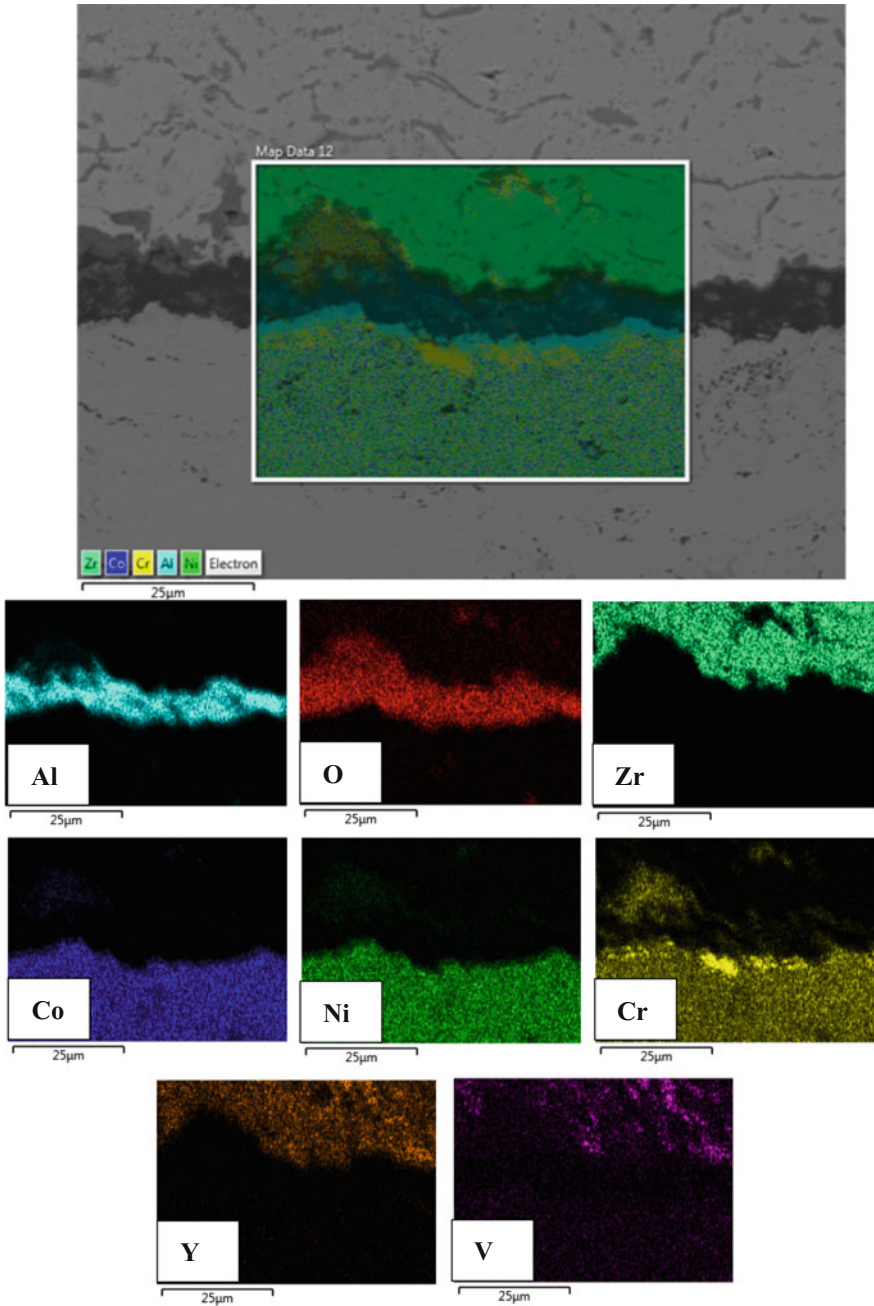 Map Data 12
Zr Co Cr Al Ni Electron
25μm
Al O Zr
25μm 25μm 25μm
Co Ni Cr
25μm 25μm 25μm
Y V
25μm 25μm